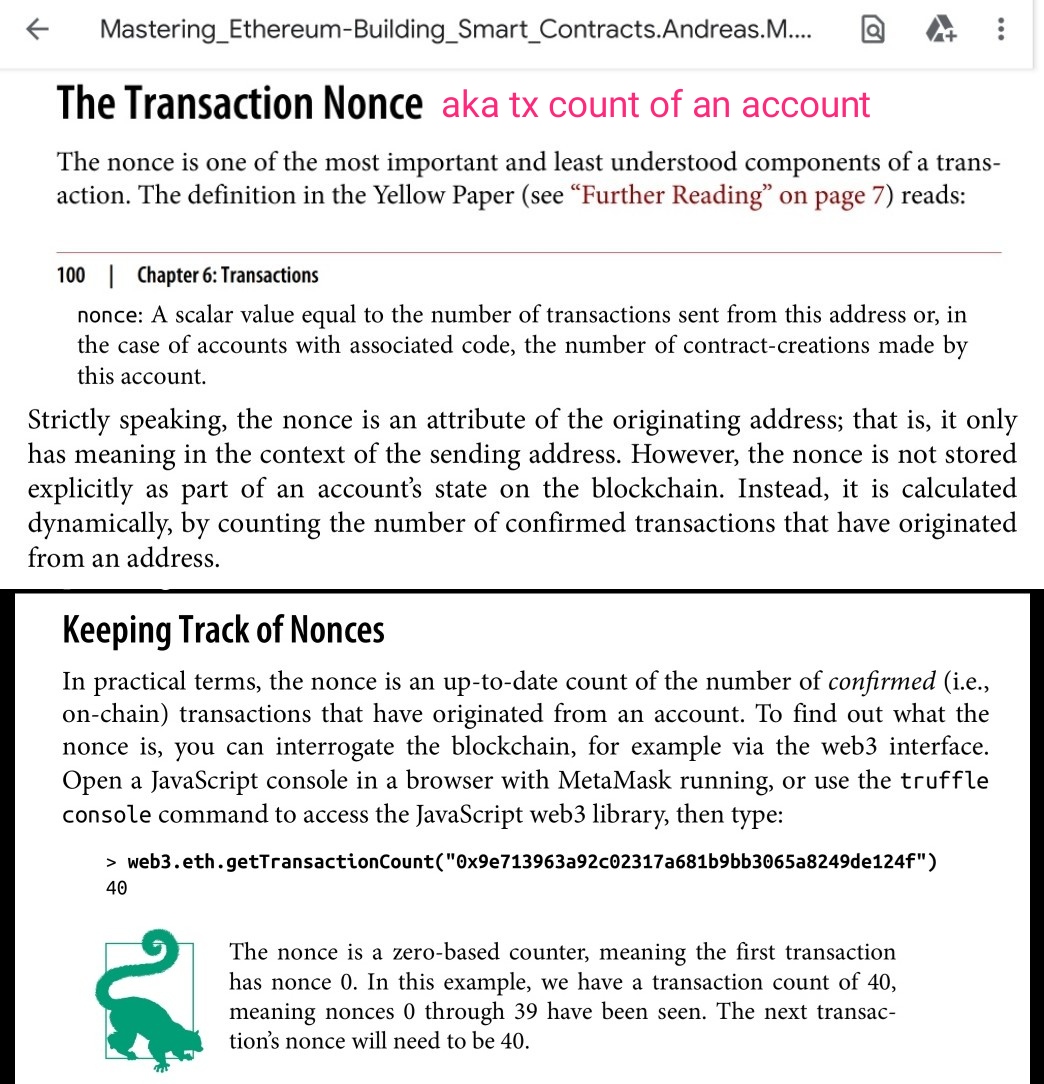 Mastering_Ethereum-Building_Smart_Contracts.Andreas.M....
The Transaction Nonce aka tx count of an account
The nonce is one of the most important and least understood components of a trans-
action. The definition in the Yellow Paper (see “Further Reading” on page 7) reads:
100 | Chapter 6: Transactions
nonce: A scalar value equal to the number of transactions sent from this address or, in
the case of accounts with associated code, the number of contract-creations made by
this account.
Strictly speaking, the nonce is an attribute of the originating address; that is, it only
has meaning in the context of the sending address. However, the nonce is not stored
explicitly as part of an account’s state on the blockchain. Instead, it is calculated
dynamically, by counting the number of confirmed transactions that have originated
from an address.
Keeping Track of Nonces
In practical terms, the nonce is an up-to-date count of the number of confirmed (i.e.,
on-chain) transactions that have originated from an account. To find out what the
nonce is, you can interrogate the blockchain, for example via the web3 interface.
Open a JavaScript console in a browser with MetaMask running, or use the truffle
console command to access the JavaScript web3 library, then type:
> web3.eth.getTransactionCount("0x9e713963a92c02317a681b9bb3065a8249de124f")
40
The nonce is a zero-based counter, meaning the first transaction
has nonce 0. In this example, we have a transaction count of 40,
meaning nonces 0 through 39 have been seen. The next transac-
tion’s nonce will need to be 40.